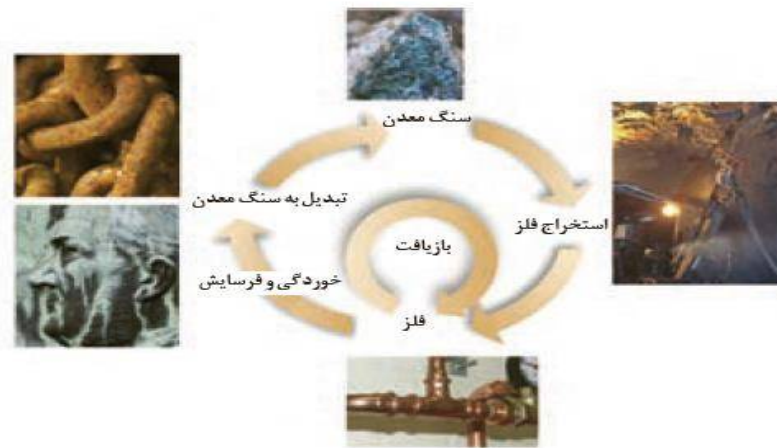 سنگ معدن
استخراج فلز
تبدیل به سنگ معدن
بازیافت
خوردگی و فرسایش
فلز